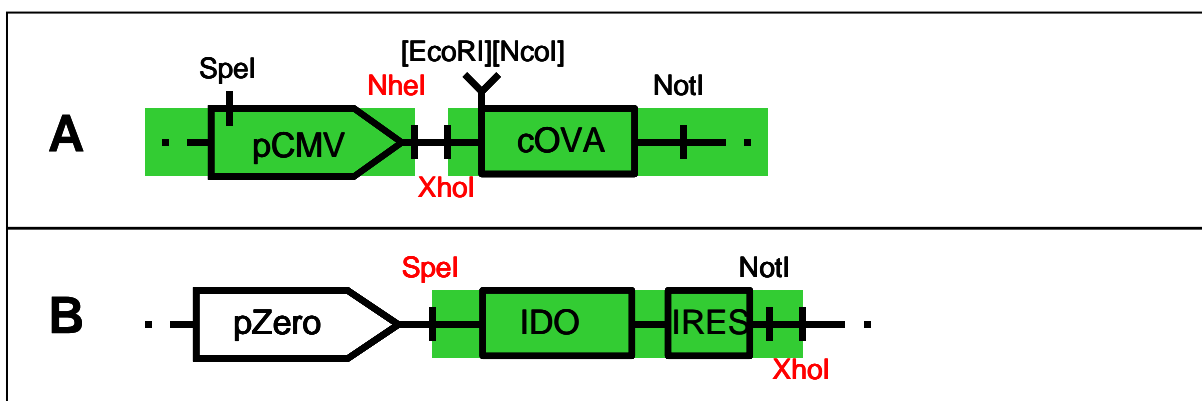 [EcoRI][NcoI]
SpeI
NheI
NotI
A
pCMV
cOVA
XhoI
SpeI
NotI
B
pZero
IDO
IRES
XhoI